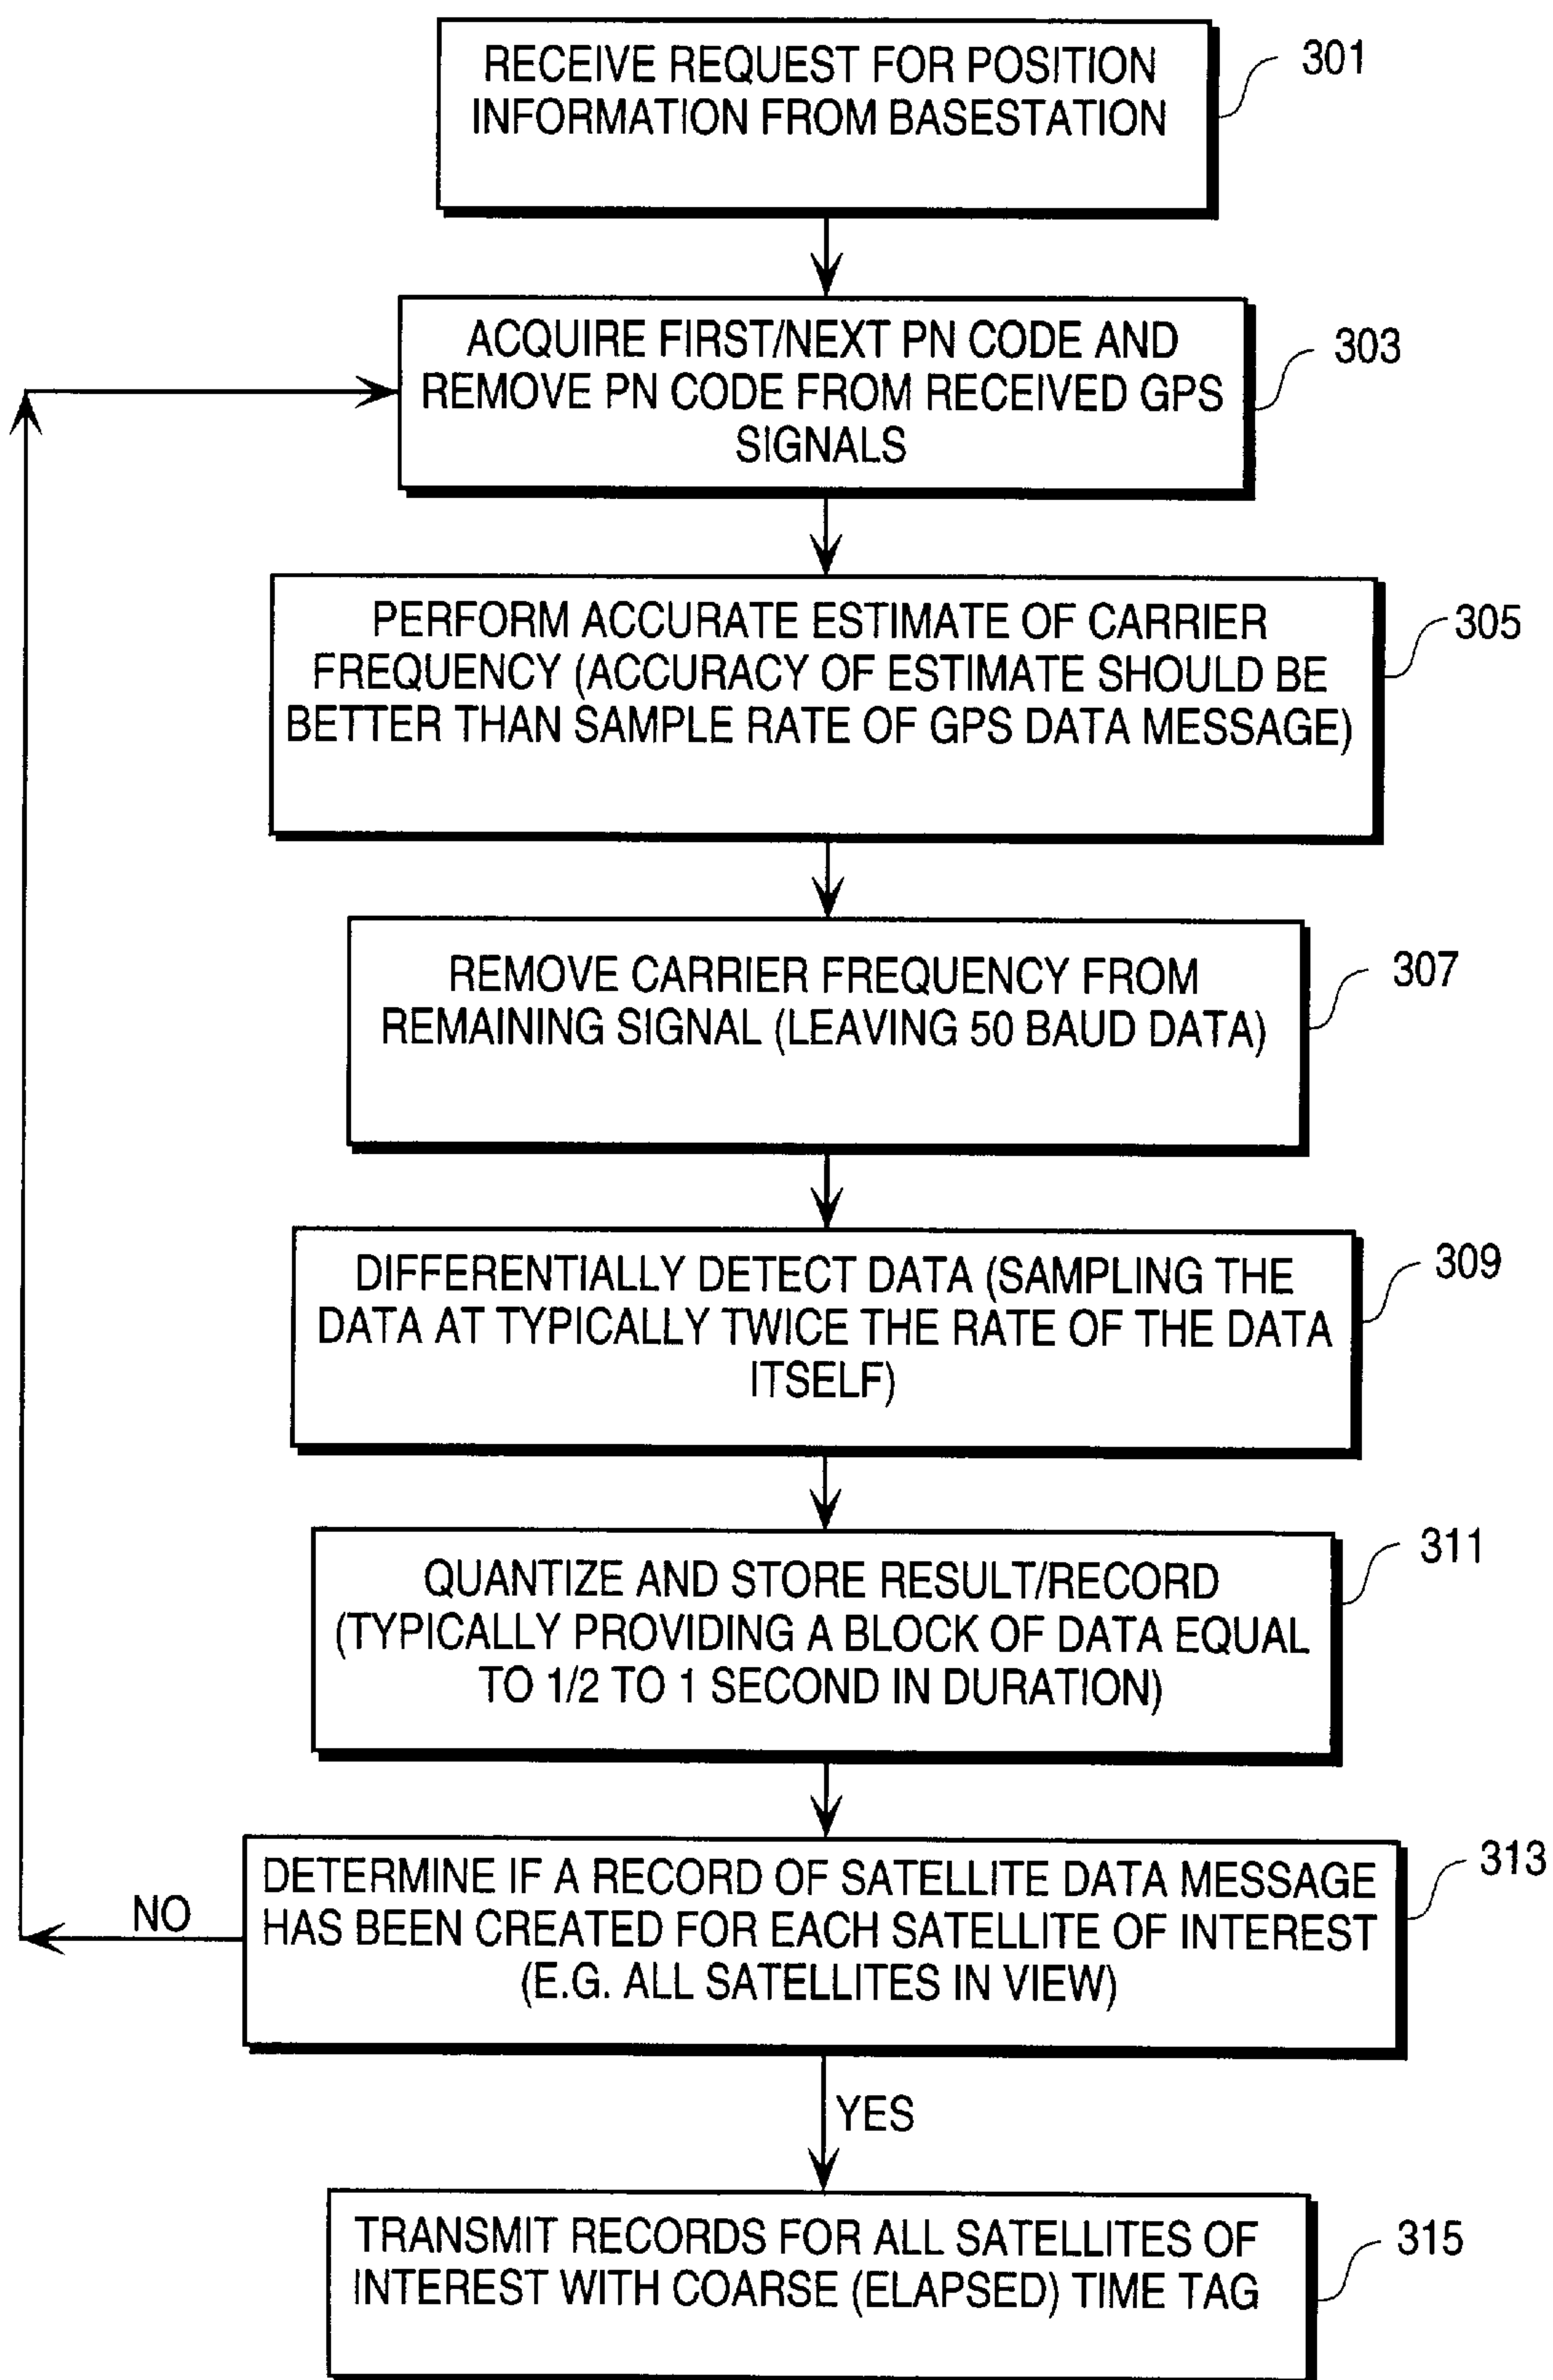 RECEIVE REQUEST FOR POSITION
INFORMATION FROM BASESTATION
301
ACQUIRE FIRST/NEXT PN CODE AND
REMOVE PN CODE FROM RECEIVED GPS
SIGNALS
303
PERFORM ACCURATE ESTIMATE OF CARRIER
FREQUENCY (ACCURACY OF ESTIMATE SHOULD BE
BETTER THAN SAMPLE RATE OF GPS DATA MESSAGE)
305
REMOVE CARRIER FREQUENCY FROM
REMAINING SIGNAL (LEAVING 50 BAUD DATA)
307
DIFFERENTIALLY DETECT DATA (SAMPLING THE
DATA AT TYPICALLY TWICE THE RATE OF THE DATA
ITSELF)
309
QUANTIZE AND STORE RESULT/RECORD
(TYPICALLY PROVIDING A BLOCK OF DATA EQUAL
TO 1/2 TO 1 SECOND IN DURATION)
311
DETERMINE IF A RECORD OF SATELLITE DATA MESSAGE
HAS BEEN CREATED FOR EACH SATELLITE OF INTEREST
(E.G. ALL SATELLITES IN VIEW)
313
NO
YES
TRANSMIT RECORDS FOR ALL SATELLITES OF
INTEREST WITH COARSE (ELAPSED) TIME TAG
315